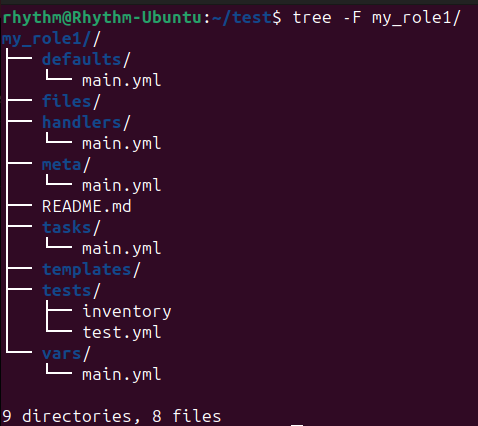 rhythm@Rhythm-Ubuntu:~/test$ tree -F my_role1/
my_role1//
├── defaults/
│   └── main.yml
├── files/
├── handlers/
│   └── main.yml
├── meta/
│   └── main.yml
├── README.md
├── tasks/
│   └── main.yml
├── templates/
├── tests/
│   ├── inventory
│   └── test.yml
└── vars/
    └── main.yml
9 directories, 8 files